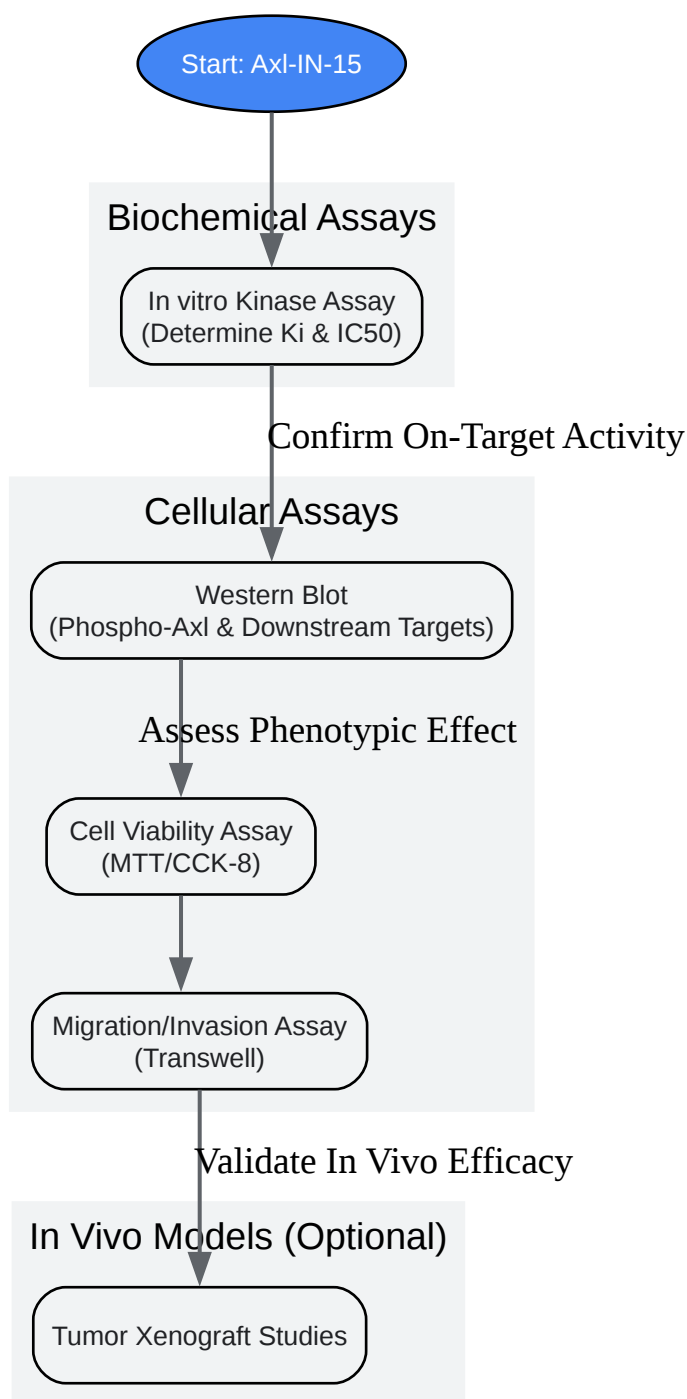 Start: Axl-IN-15
Biochemical Assays
In vitro Kinase Assay
(Determine Ki & IC50)
Confirm On-Target Activity
Cellular Assays
Western Blot
(Phospho-Axl & Downstream Targets)
Assess Phenotypic Effect
Cell Viability Assay
(MTT/CCK-8)
Migration/Invasion Assay
(Transwell)
Validate In Vivo Efficacy
In Vivo Models (Optional)
Tumor Xenograft Studies